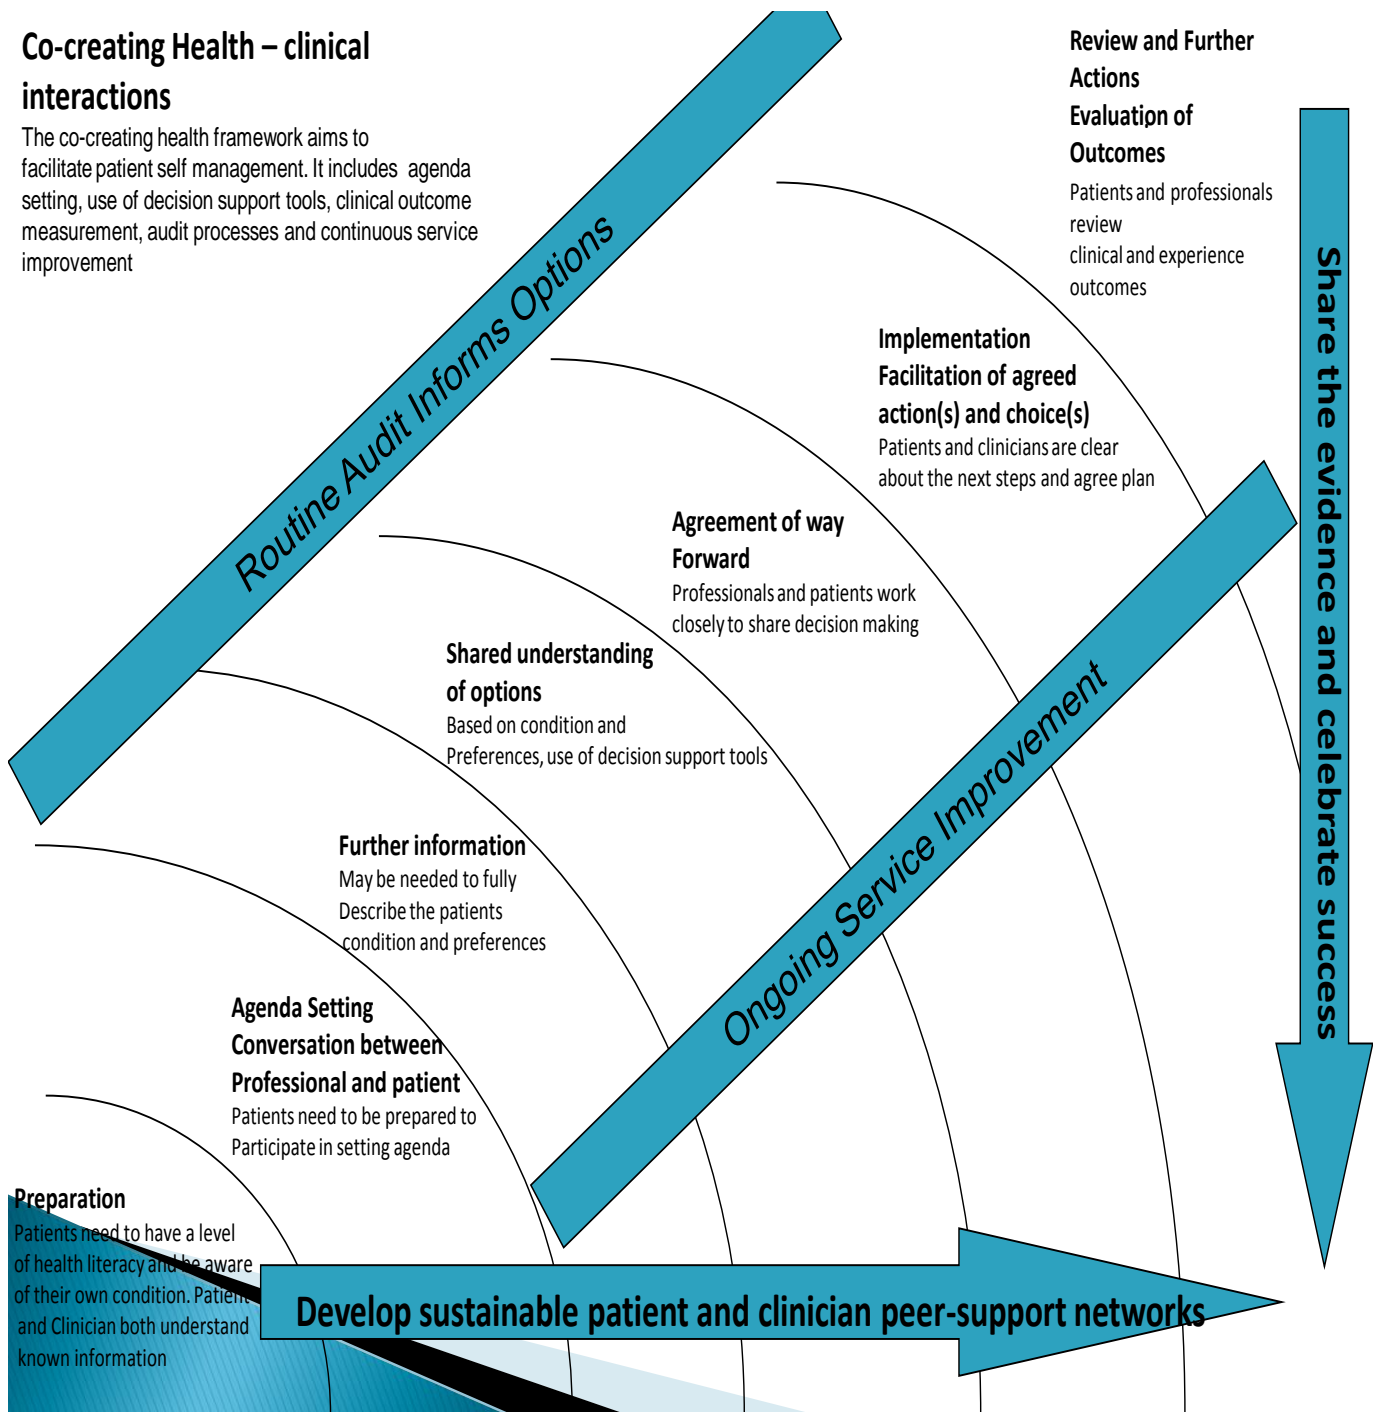 Co-creating Health – clinical
interactions
The co-creating health framework aims to
facilitate patient self management. It includes agenda
setting, use of decision support tools, clinical outcome
measurement, audit processes and continuous service
improvement
Review and Further
Actions
Evaluation of
Outcomes
Patients and professionals
review
clinical and experience
outcomes
Share the evidence and celebrate success
Routine Audit Informs Options
Implementation
Facilitation of agreed
action(s) and choice(s)
Patients and clinicians are clear
about the next steps and agree plan
Agreement of way
Forward
Professionals and patients work
closely to share decision making
Shared understanding
of options
Based on condition and
Preferences, use of decision support tools
Ongoing Service Improvement
Further information
May be needed to fully
Describe the patients
condition and preferences
Agenda Setting
Conversation between
Professional and patient
Patients need to be prepared to
Participate in setting agenda
Preparation
Patients need to have a level
of health literacy and be aware
of their own condition. Patient
and Clinician both understand
known information
Develop sustainable patient and clinician peer-support networks